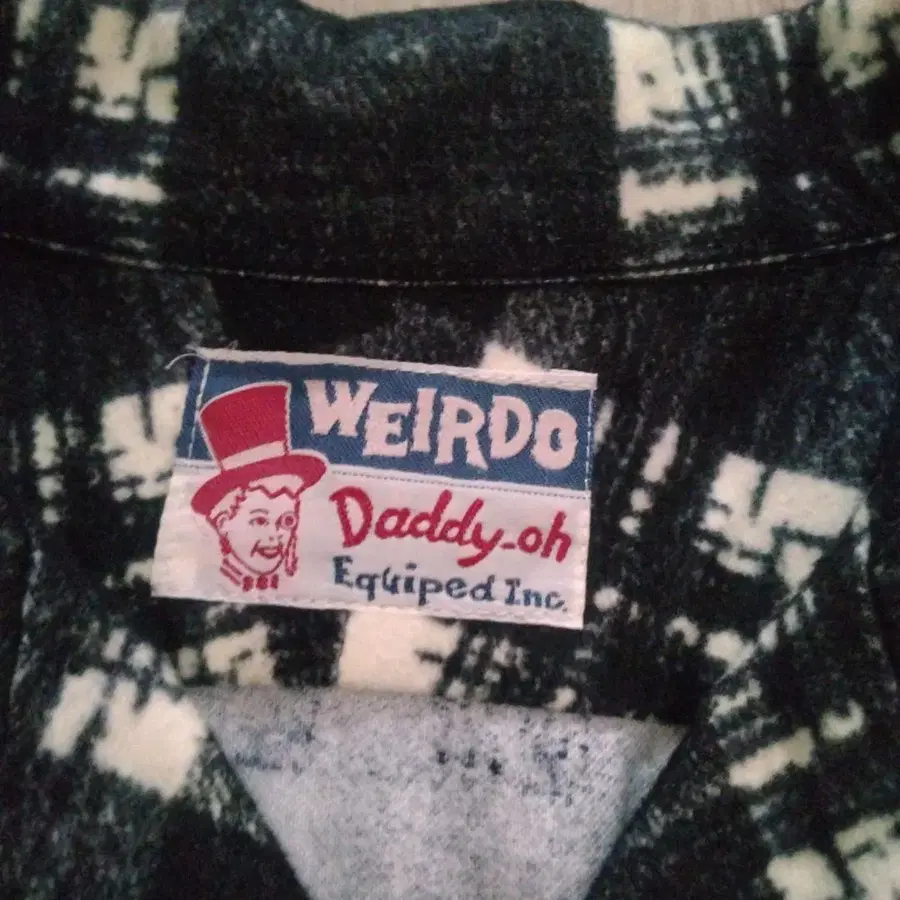 WEIRDO
Daddy-oh
Equiped Inc.